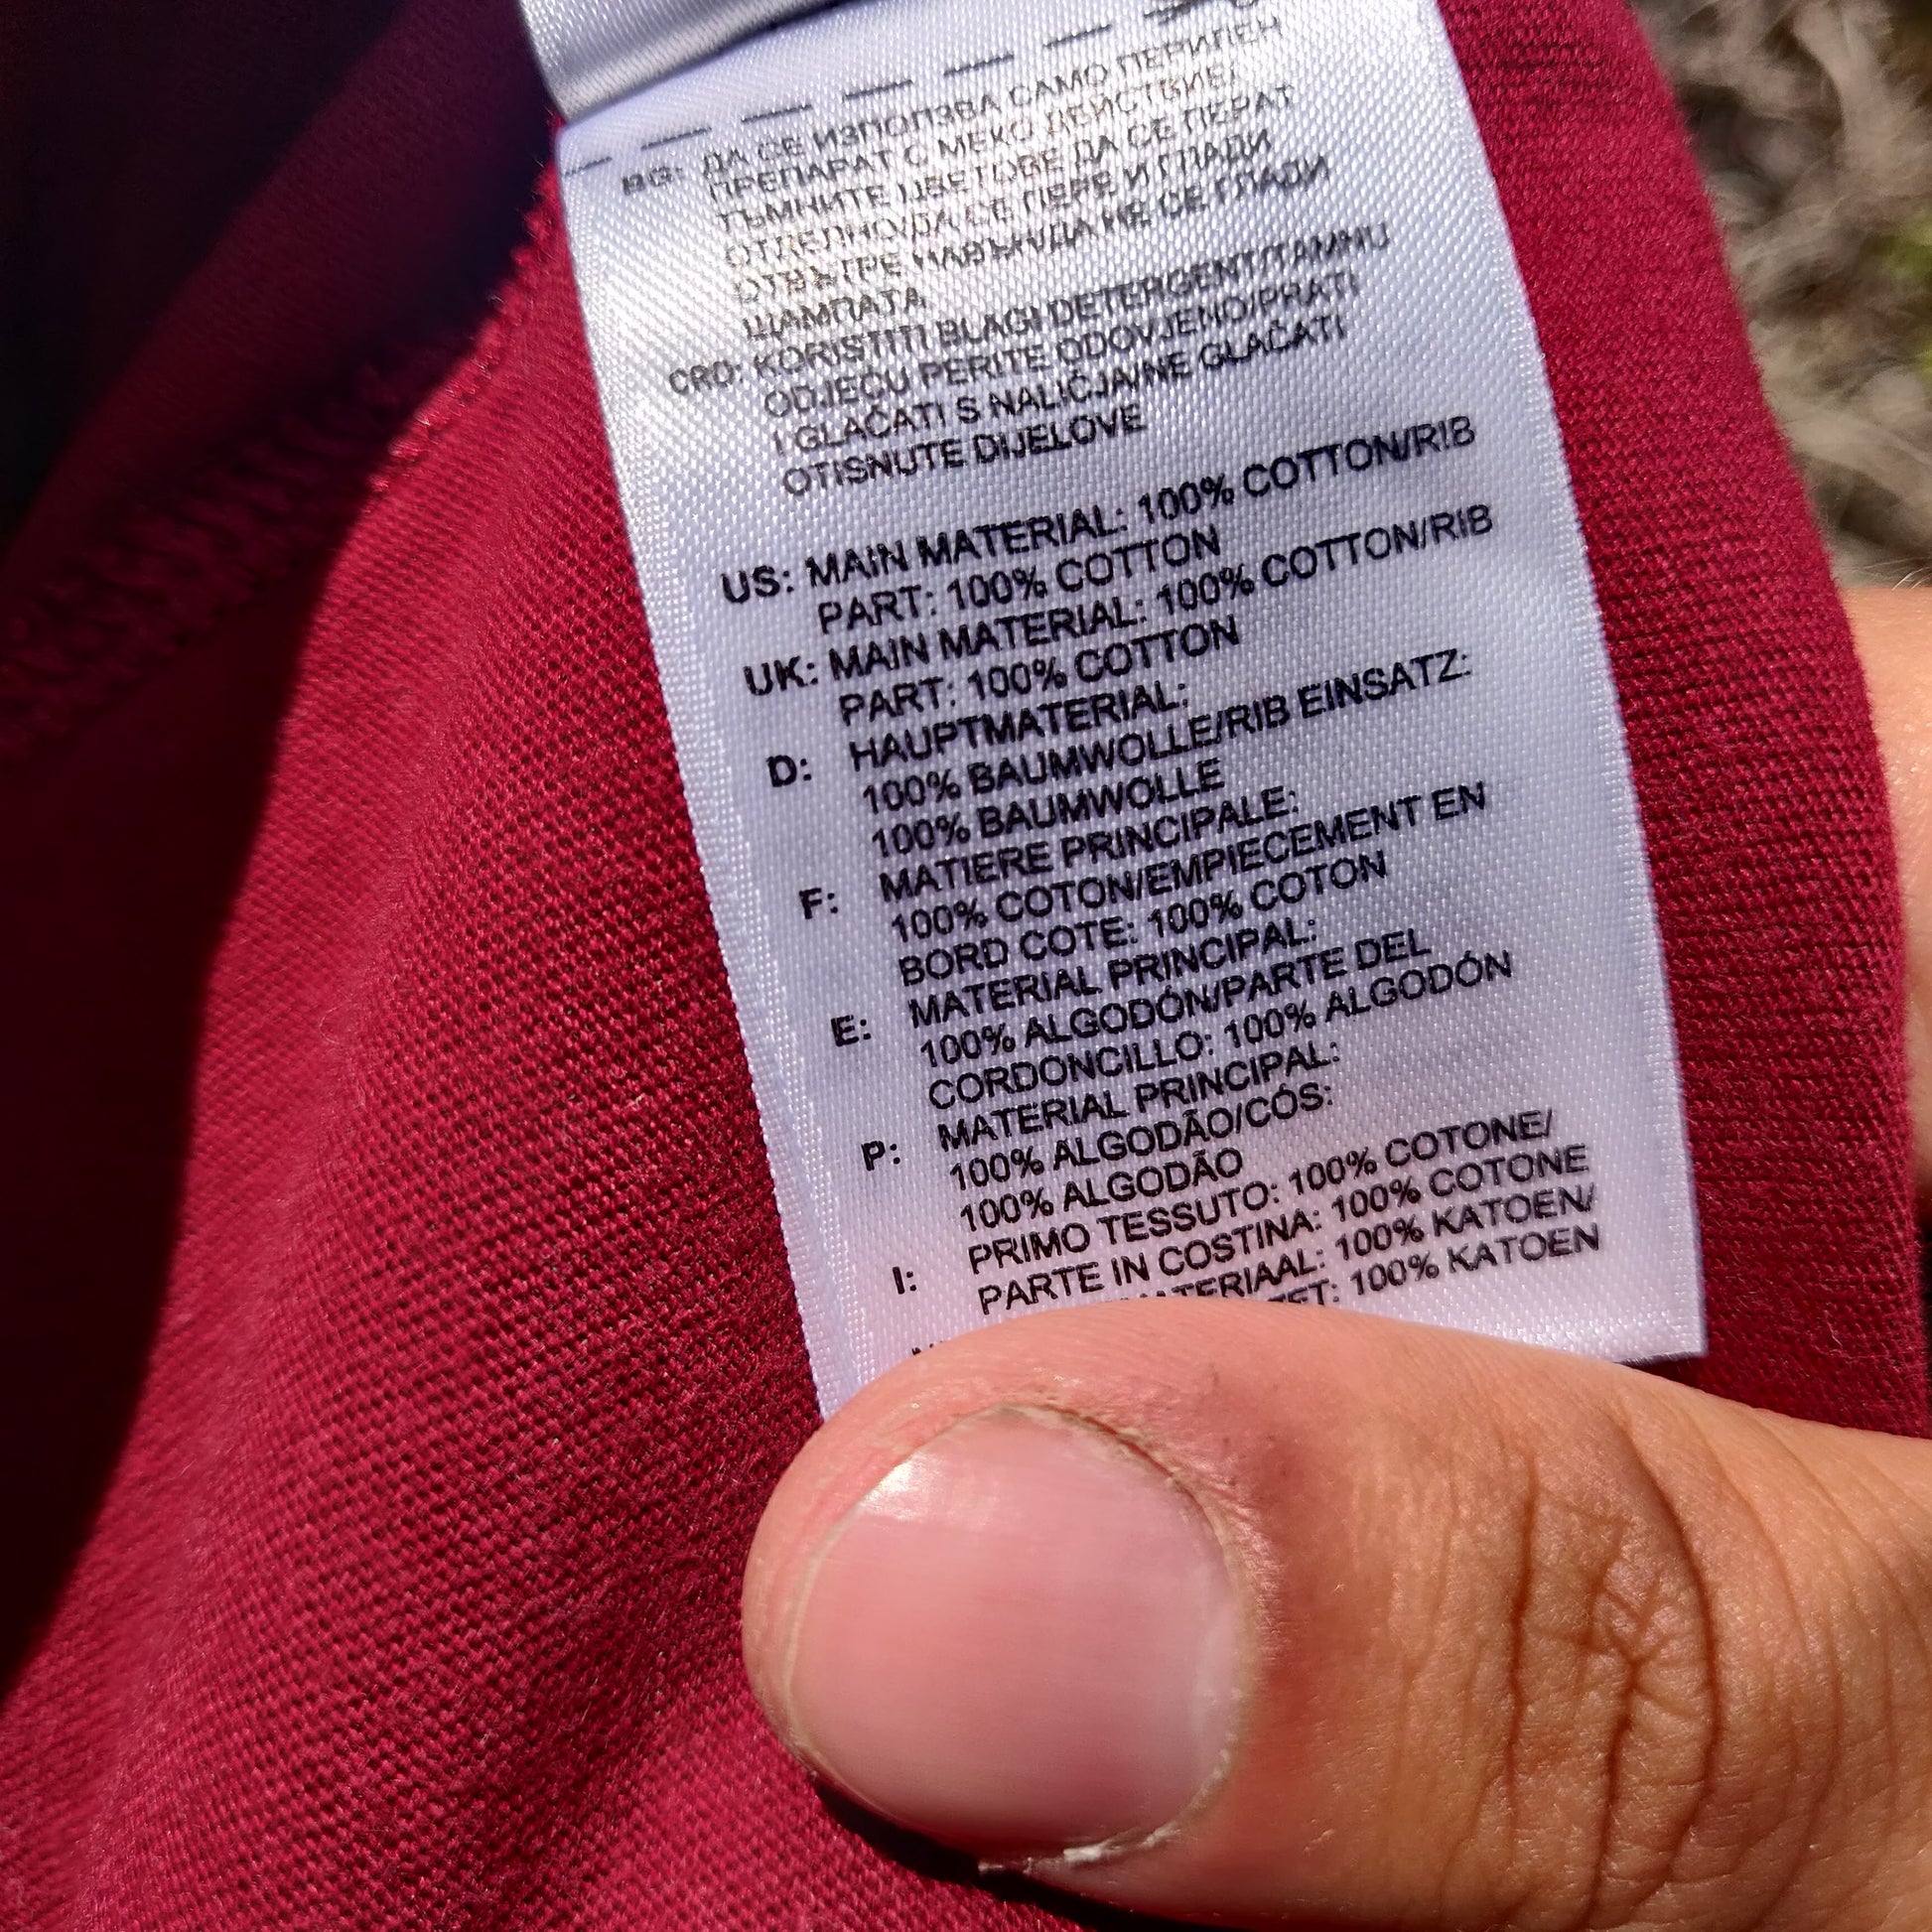 BG: ДА СЕ ИЗПОЛЗВА САМО ПЕРИЛЕН
ПРЕПАРАТ С МЕКО ДЕЙСТВИЕ/
ТЪМНИТЕ ЦВЕТОВЕ ДА СЕ ПЕРАТ
ОТДЕЛНО/ДА СЕ ПЕРЕ И ГЛАДИ
ОТВЪТРЕ НАВЪН/ДА НЕ СЕ ГЛАДИ
ЩАМПАТА
CRO: KORISTITI BLAGI DETERGENT/TAMNU
ODJEĆU PERITE ODOVJENO/PRATI
I GLAČATI S NALIČJA/NE GLAČATI
OTISNUTE DIJELOVE
US: MAIN MATERIAL: 100% COTTON/RIB
PART: 100% COTTON
UK: MAIN MATERIAL: 100% COTTON/RIB
PART: 100% COTTON
D: HAUPTMATERIAL:
100% BAUMWOLLE/RIB EINSATZ:
100% BAUMWOLLE
F: MATIERE PRINCIPALE:
100% COTON/EMPIECEMENT EN
BORD COTE: 100% COTON
E: MATERIAL PRINCIPAL:
100% ALGODÓN/PARTE DEL
CORDONCILLO: 100% ALGODÓN
P: MATERIAL PRINCIPAL:
100% ALGODÃO/CÓS:
100% ALGODÃO
I: PRIMO TESSUTO: 100% COTONE/
PARTE IN COSTINA: 100% COTONE
100% KATOEN/
100% KATOEN